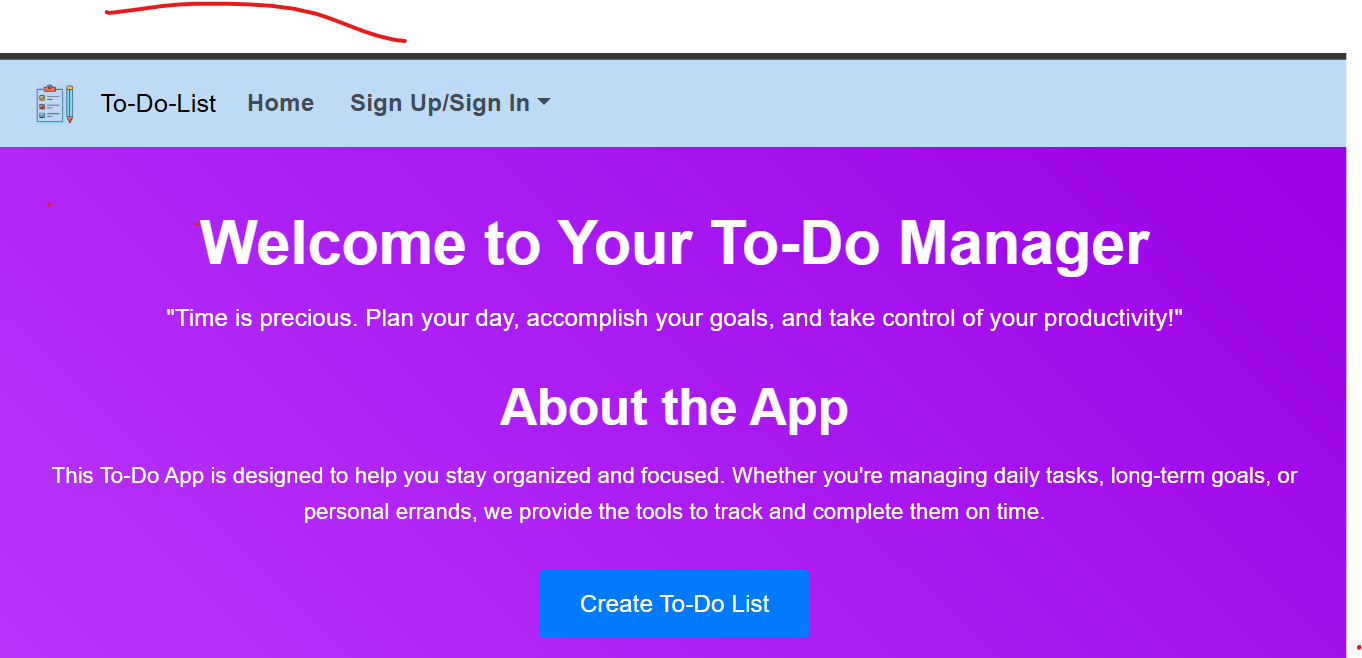 To-Do-List Home Sign Up/Sign In
Welcome to Your To-Do Manager
"Time is precious. Plan your day, accomplish your goals, and take control of your productivity!"
About the App
This To-Do App is designed to help you stay organized and focused. Whether you're managing daily tasks, long-term goals, or
personal errands, we provide the tools to track and complete them on time.
Create To-Do List